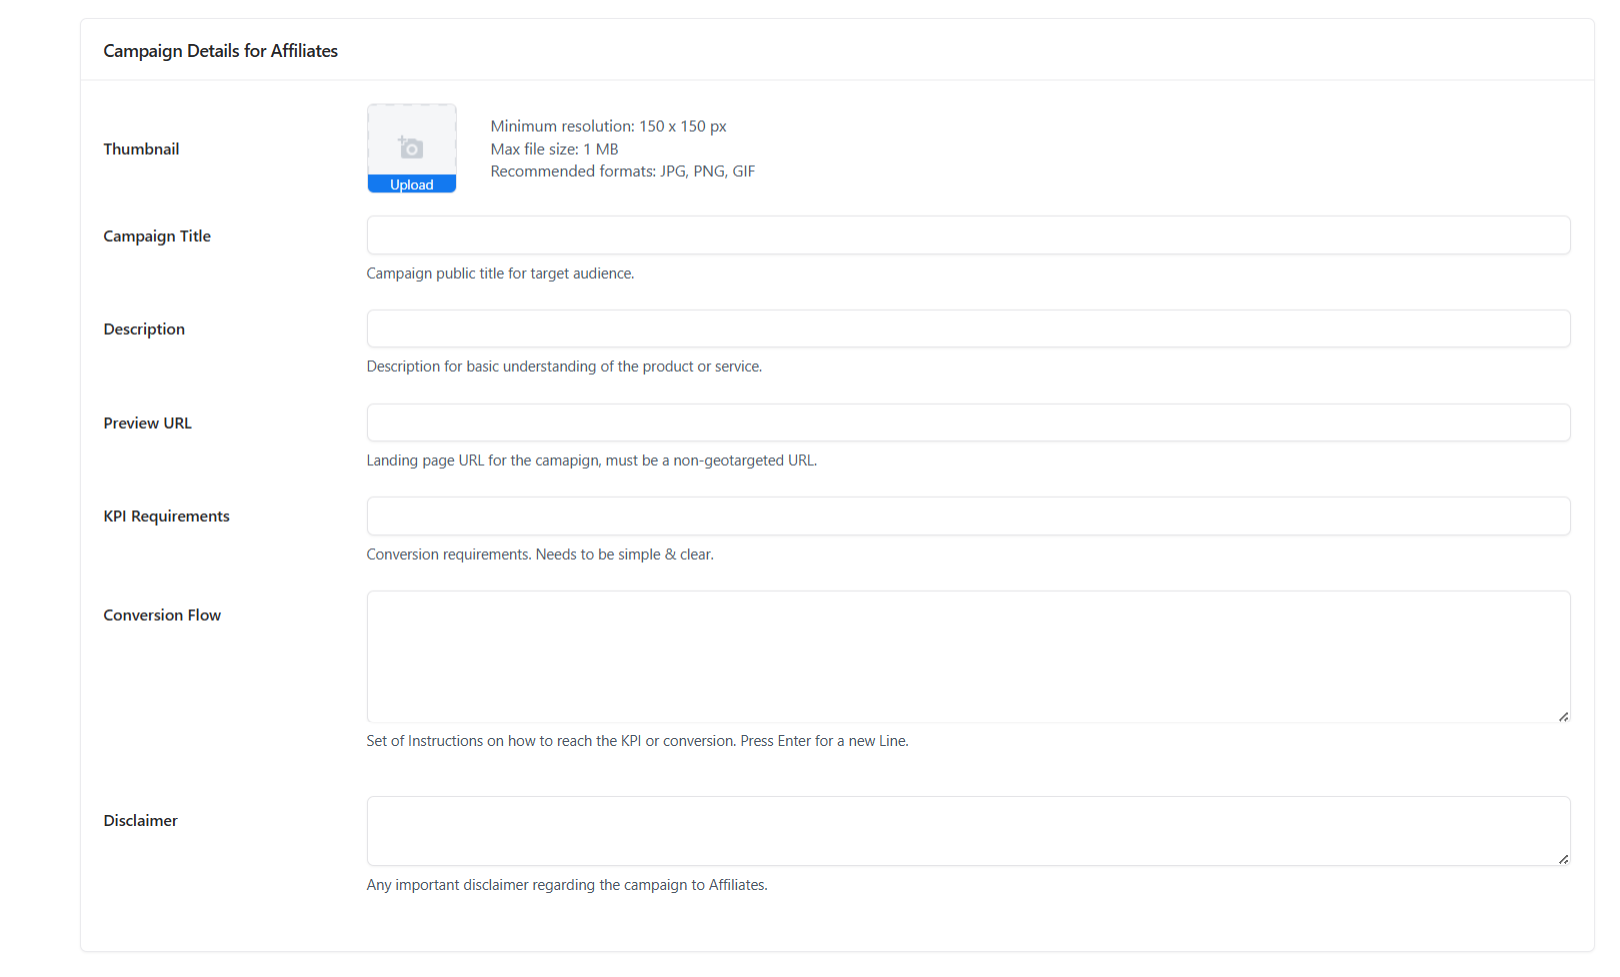 Campaign Details for Affiliates
Thumbnail
Upload
Minimum resolution: 150 x 150 px
Max file size: 1 MB
Recommended formats: JPG, PNG, GIF
Campaign Title
Campaign public title for target audience.
Description
Description for basic understanding of the product or service.
Preview URL
Landing page URL for the camapign, must be a non-geotargeted URL.
KPI Requirements
Conversion requirements. Needs to be simple & clear.
Conversion Flow
Set of Instructions on how to reach the KPI or conversion. Press Enter for a new Line.
Disclaimer
Any important disclaimer regarding the campaign to Affiliates.